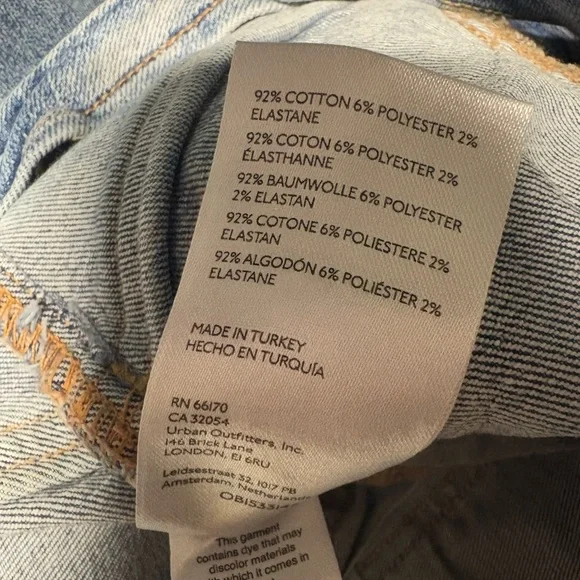 92% COTTON 6% POLYESTER 2%
ELASTANE
92% COTON 6% POLYESTER 2%
ÉLASTHANNE
92% BAUMWOLLE 6% POLYESTER
2% ELASTAN
92% COTONE 6% POLIESTERE 2%
ELASTAN
92% ALGODÓN 6% POLIÉSTER 2%
ELASTANE
MADE IN TURKEY
HECHO EN TURQUÍA
RN 66170
CA 32054
Urban Outfitters, Inc.
146 Brick Lane
LONDON, E1 6RU
Leidsestraat 32, 1017 PB
Amsterdam, Netherlands
This garment
contains dye that may
discolor materials
with which it comes in